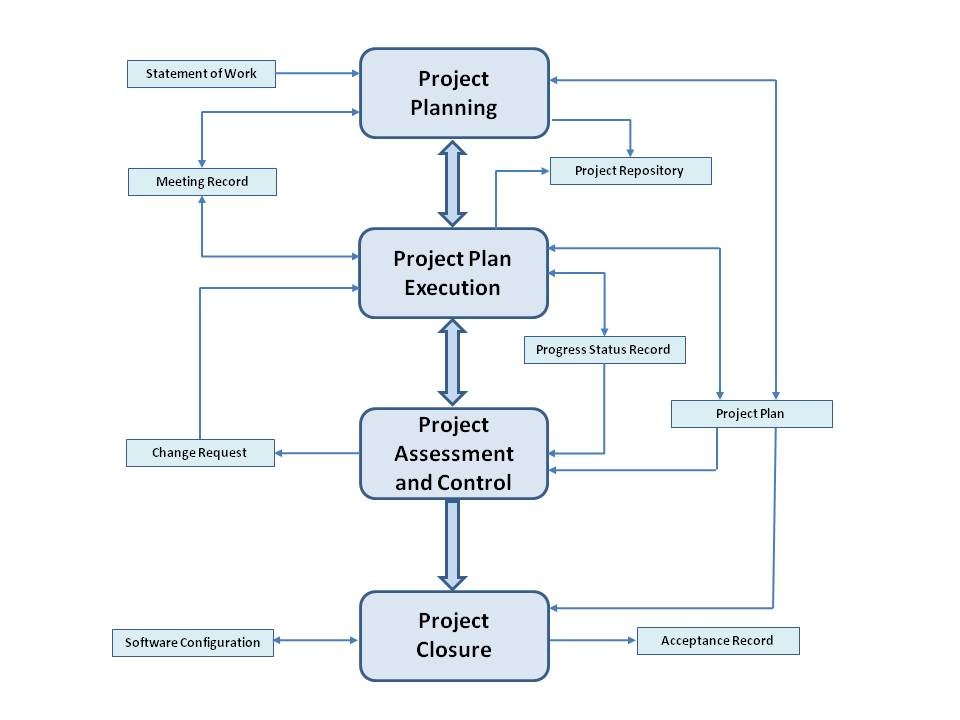 Statement of Work
Project
Planning
Meeting Record
Project Repository
Project Plan
Execution
Progress Status Record
Project Plan
Project
Assessment
and Control
Change Request
Project
Closure
Software Configuration
Acceptance Record